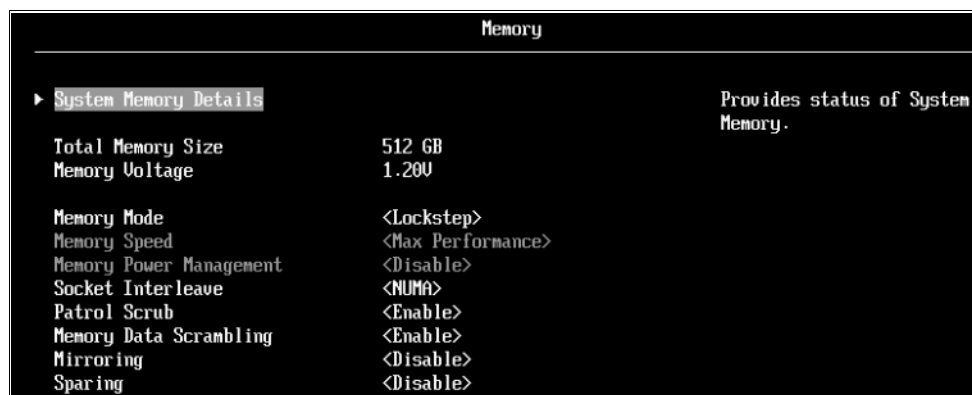 Memory
▶ System Memory Details
Provides status of System
Memory.
Total Memory Size 512 GB
Memory Voltage 1.20V
Memory Mode <Lockstep>
Memory Speed <Max Performance>
Memory Power Management <Disable>
Socket Interleave <NUMA>
Patrol Scrub <Enable>
Memory Data Scrambling <Enable>
Mirroring <Disable>
Sparing <Disable>